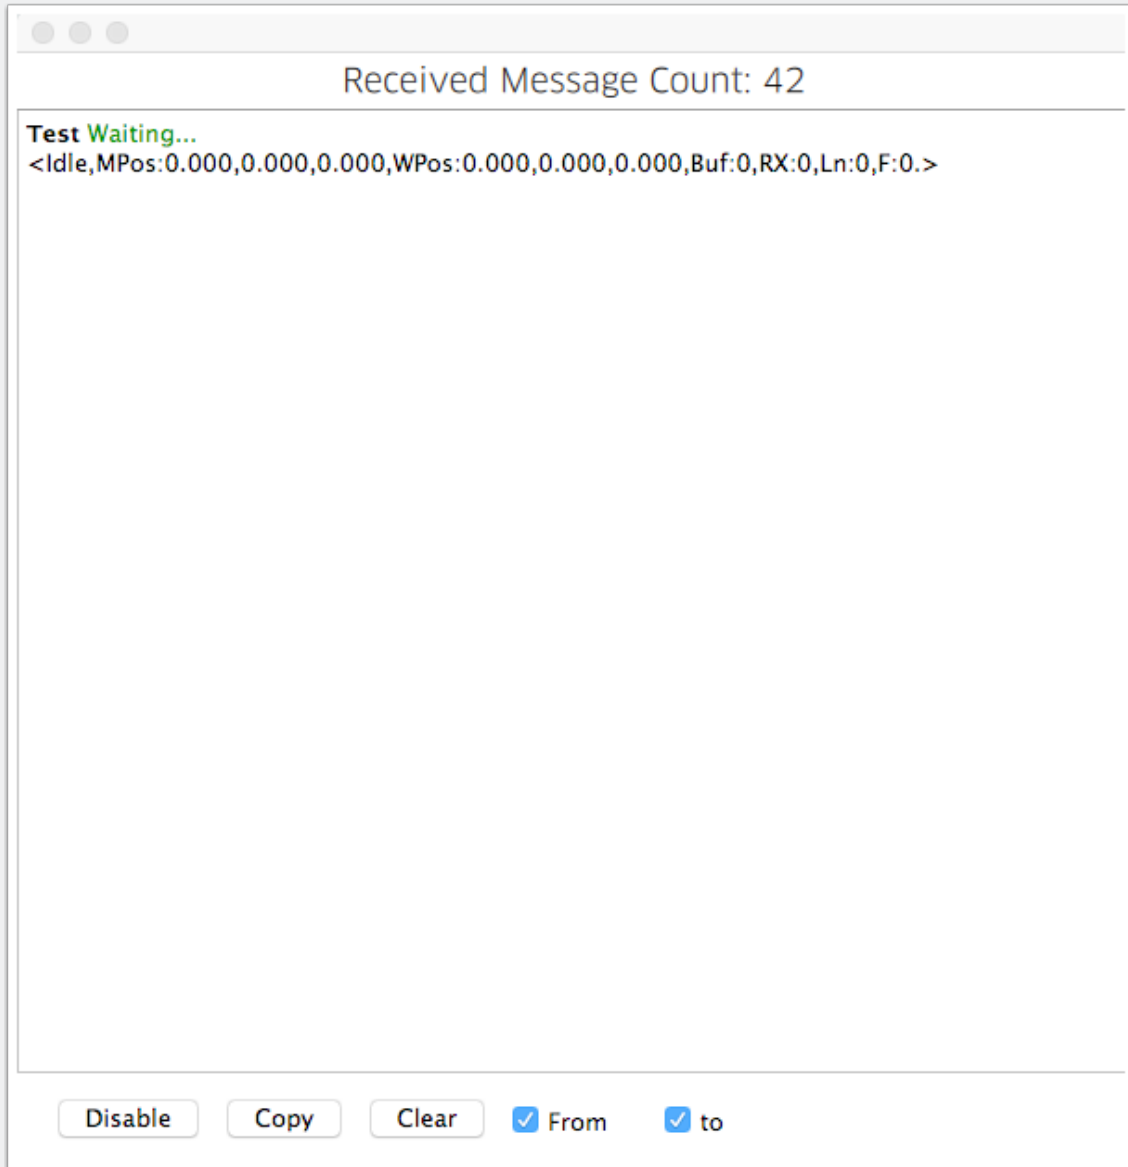 Received Message Count: 42
Test Waiting...
<Idle,MPos:0.000,0.000,0.000,WPos:0.000,0.000,0.000,Buf:0,RX:0,Ln:0,F:0.>
Disable Copy Clear From to